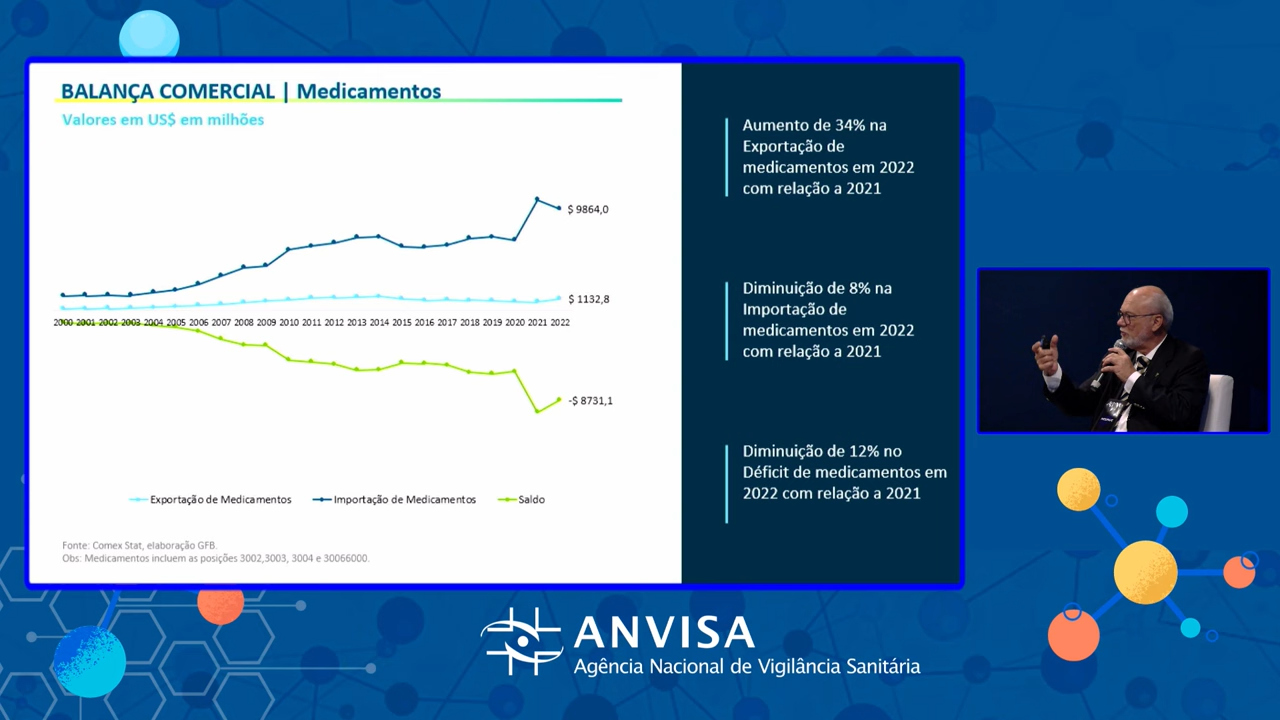 BALANÇA COMERCIAL | Medicamentos
Valores em US$ em milhões
$ 9864,0
$ 1132,8
2000 2001 2002 2003 2004 2005 2006 2007 2008 2009 2010 2011 2012 2013 2014 2015 2016 2017 2018 2019 2020 2021 2022
-$ 8731,1
Exportação de Medicamentos Importação de Medicamentos Saldo
Fonte: Comex Stat, elaboração GFB.
Obs: Medicamentos incluem as posições 3002,3003, 3004 e 30066000.
Aumento de 34% na
Exportação de
medicamentos em 2022
com relação a 2021
Diminuição de 8% na
Importação de
medicamentos em 2022
com relação a 2021
Diminuição de 12% no
Déficit de medicamentos em
2022 com relação a 2021
ANVISA
Agência Nacional de Vigilância Sanitária